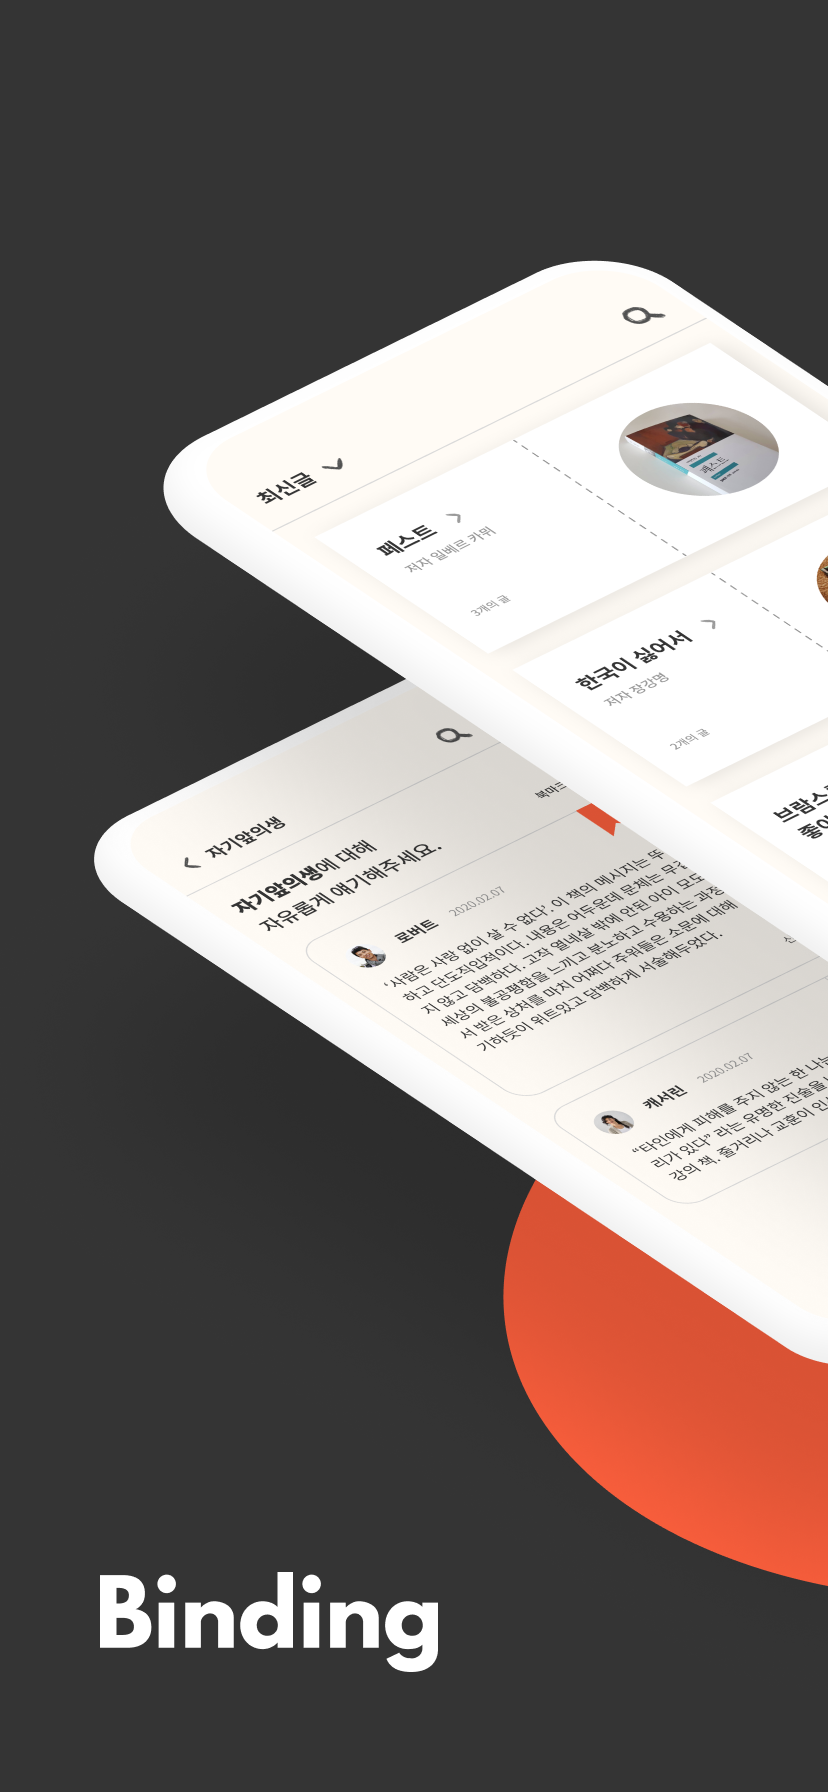 최신글
페스트
저자 알베르 카뮈
3개의 글
페스트
한국이 싫어서
저자 장강명
2개의 글
브람스를
좋아
자기앞의생
북마크
자기앞의생에 대해
자유롭게 얘기해주세요.
로버트 2020.02.07
‘사람은 사랑 없이 살 수 없다’. 이 책의 메시지는 뚜
하고 단도직입적이다. 내용은 어두운데 문체는 무겁
지 않고 담백하다. 고작 열네살 밖에 안된 아이 모모
세상의 불공평함을 느끼고 분노하고 수용하는 과정
서 받은 상처를 마치 어쩌다 주워들은 소문에 대해
기하듯이 위트있고 담백하게 서술해두었다.
캐서린 2020.02.07
“타인에게 피해를 주지 않는 한 나는
리가 있다” 라는 유명한 진술을
강의 책. 줄거리나 교훈이 인
Binding